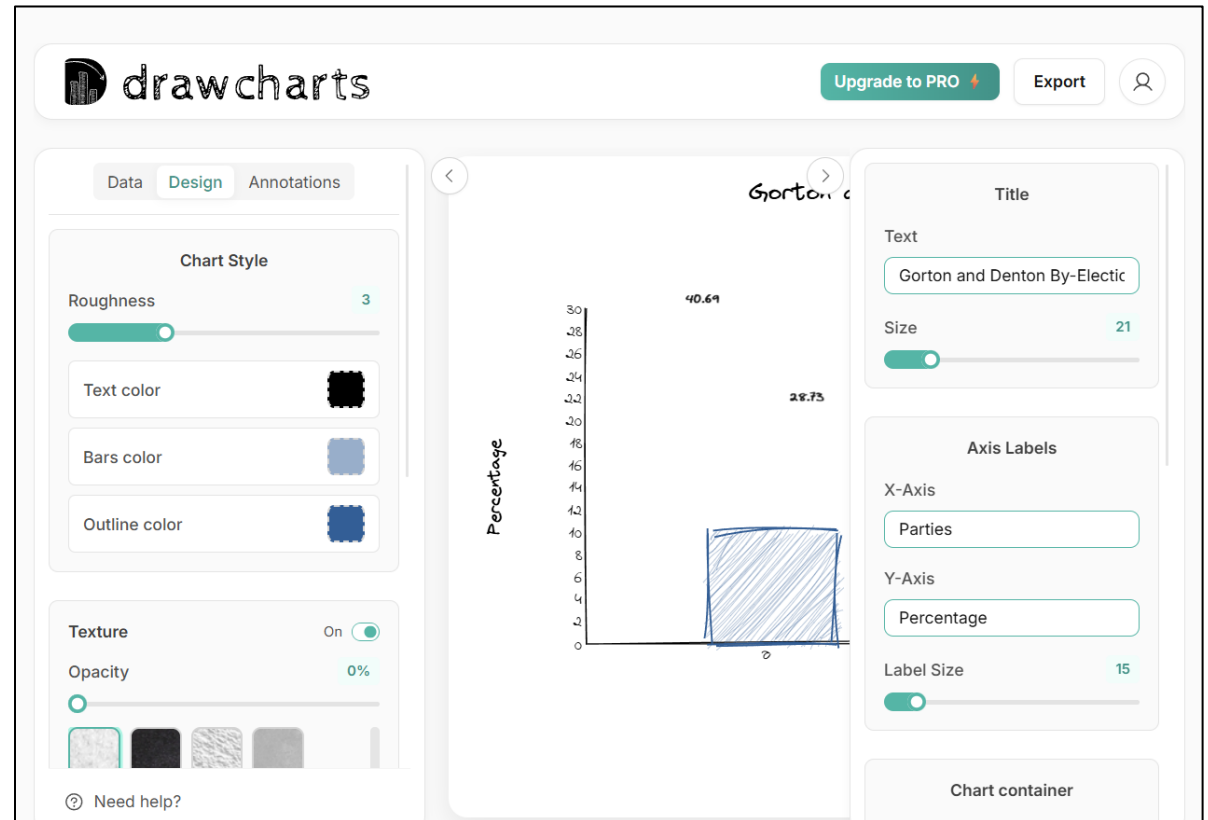 drawcharts
Upgrade to PRO
Export
Data
Design
Annotations
Chart Style
Roughness
3
Text color
Bars color
Outline color
Texture
On
Opacity
0%
Need help?
Gorton
40.69
28.73
Percentage
30
28
26
24
22
20
18
16
14
12
10
8
6
4
2
0
Title
Text
Gorton and Denton By-Electic
Size
21
Axis Labels
X-Axis
Parties
Y-Axis
Percentage
Label Size
15
Chart container